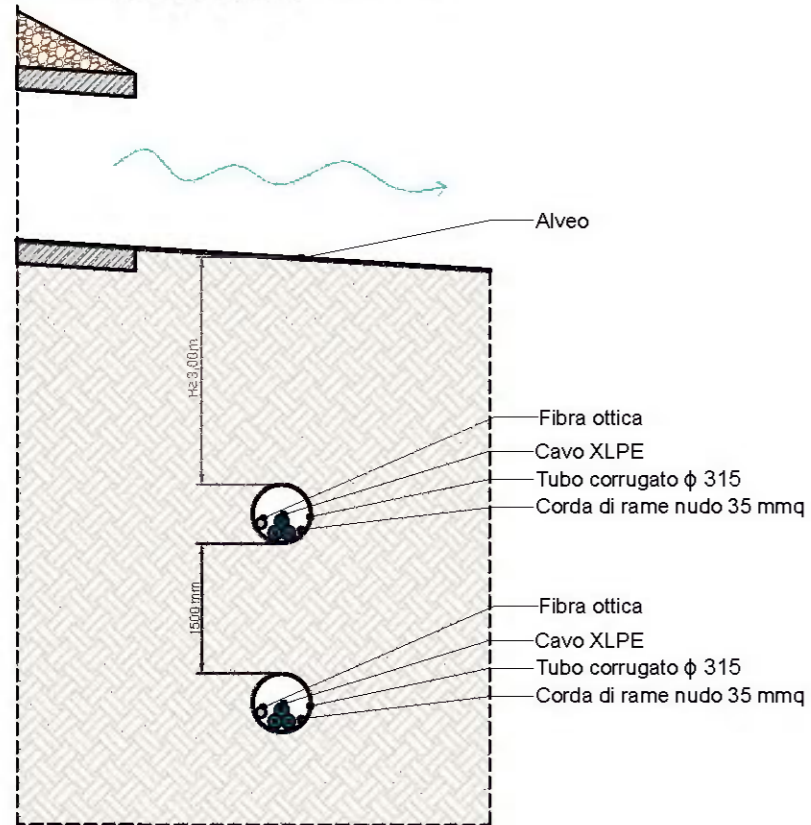 Alveo
H≥3,00m
Fibra ottica
Cavo XLPE
Tubo corrugato ϕ 315
Corda di rame nudo 35 mmq
1500 mm
Fibra ottica
Cavo XLPE
Tubo corrugato ϕ 315
Corda di rame nudo 35 mmq